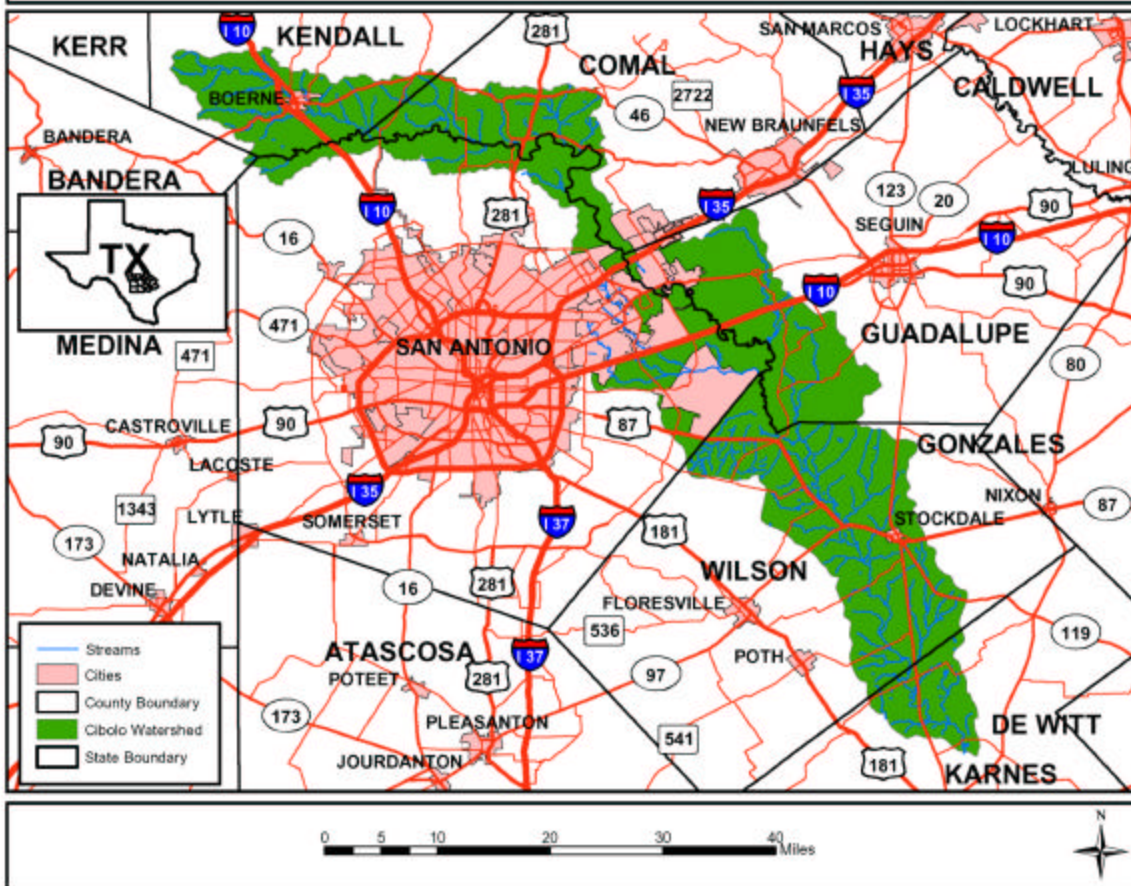 I 10
KENDALL
281
SAN MARCOS
LOCKHART
KERR
COMAL
HAYS
BOERNE
2722
I 35
CALDWELL
46
NEW BRAUNFELS
BANDERA
LULING
BANDERA
I 10
281
I 35
123
20
90
16
SEGUIN
I 10
TX
I 10
90
471
GUADALUPE
MEDINA
471
SAN ANTONIO
80
CASTROVILLE
90
90
87
GONZALES
LACOSTE
I 35
NIXON
1343
LYTLE
SOMERSET
I 37
STOCKDALE
87
173
181
NATALIA
16
281
WILSON
DEVINE
FLORESVILLE
536
119
ATASCOSA
I 37
POTH
POTEET
281
97
173
PLEASANTON
541
DE WITT
JOURDANTON
181
KARNES
Streams
Cities
County Boundary
Cibolo Watershed
State Boundary
0 5 10 20 30 40
Miles
N